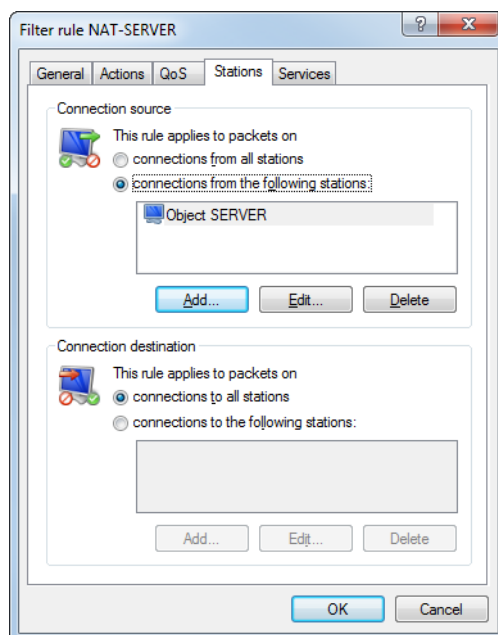 Filter rule NAT-SERVER
?
General Actions QoS Stations Services
Connection source
This rule applies to packets on
connections from all stations
connections from the following stations:
Object SERVER
Add... Edit... Delete
Connection destination
This rule applies to packets on
connections to all stations
connections to the following stations:
Add... Edit... Delete
OK Cancel